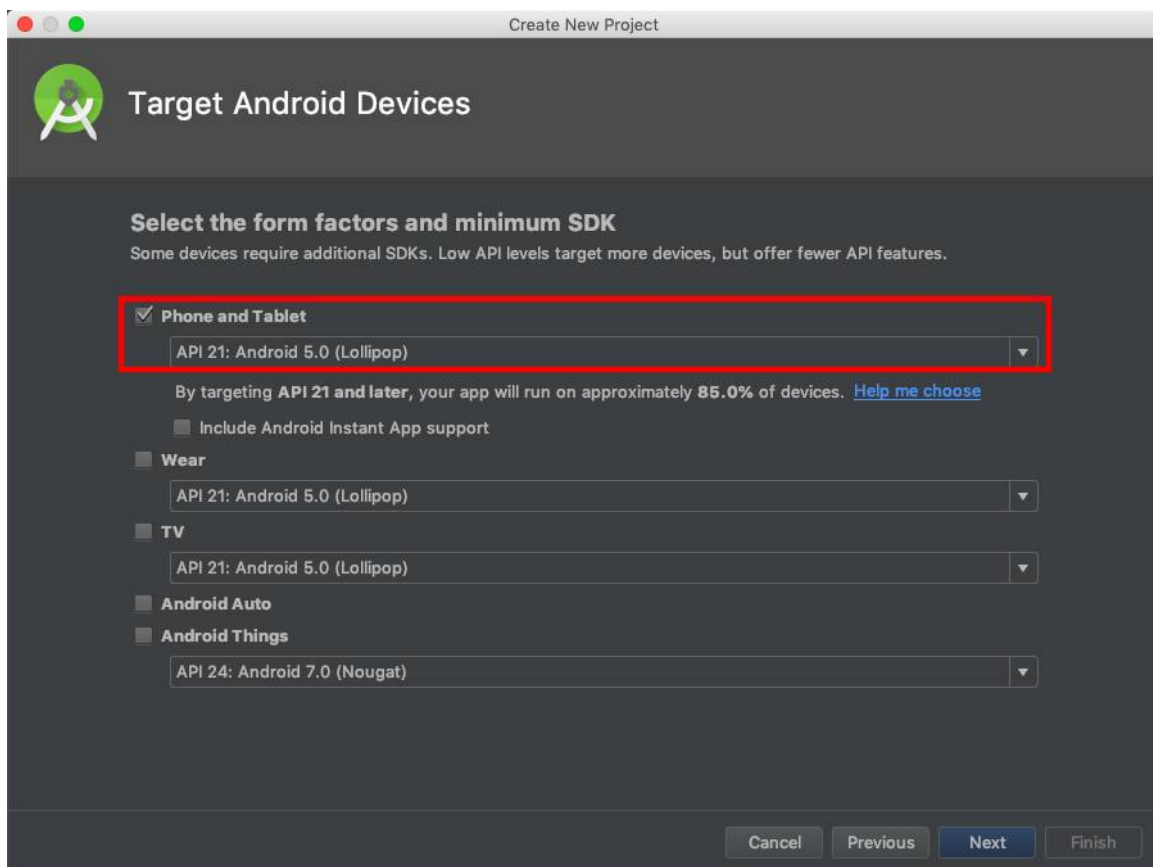 Create New Project
Target Android Devices
Select the form factors and minimum SDK
Some devices require additional SDKs. Low API levels target more devices, but offer fewer API features.
Phone and Tablet
API 21: Android 5.0 (Lollipop)
By targeting API 21 and later, your app will run on approximately 85.0% of devices. Help me choose
Include Android Instant App support
Wear
API 21: Android 5.0 (Lollipop)
TV
API 21: Android 5.0 (Lollipop)
Android Auto
Android Things
API 24: Android 7.0 (Nougat)
Cancel Previous Next Finish